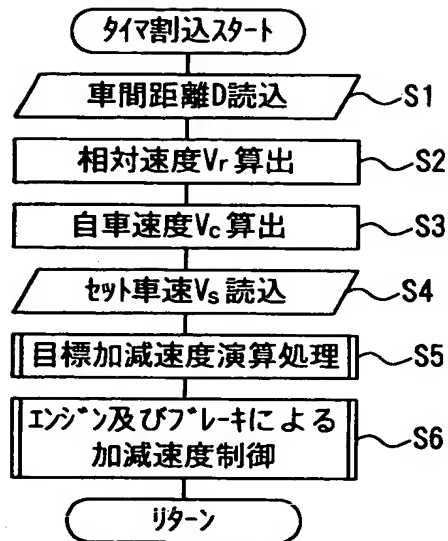 タイマ割込スタート
車間距離D読込 S1
相対速度Vr算出 S2
自車速度Vc算出 S3
セット車速Vs読込 S4
目標加減速度演算処理 S5
エンジン及びブレーキによる
加減速度制御 S6
リターン